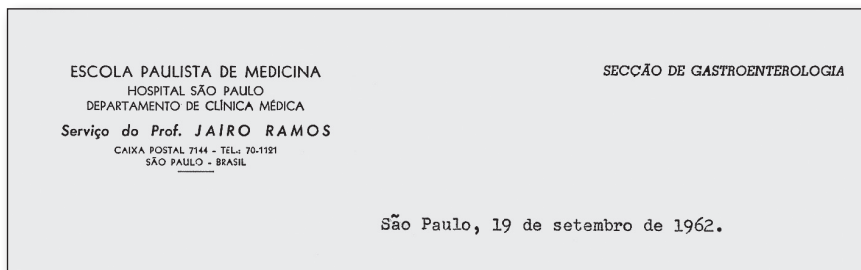 ESCOLA PAULISTA DE MEDICINA
HOSPITAL SÃO PAULO
DEPARTAMENTO DE CLÍNICA MÉDICA
Serviço do Prof. JAIRO RAMOS
CAIXA POSTAL 7144 - TEL.: 70-1121
SÃO PAULO - BRASIL
SECÇÃO DE GASTROENTEROLOGIA
São Paulo, 19 de setembro de 1962.